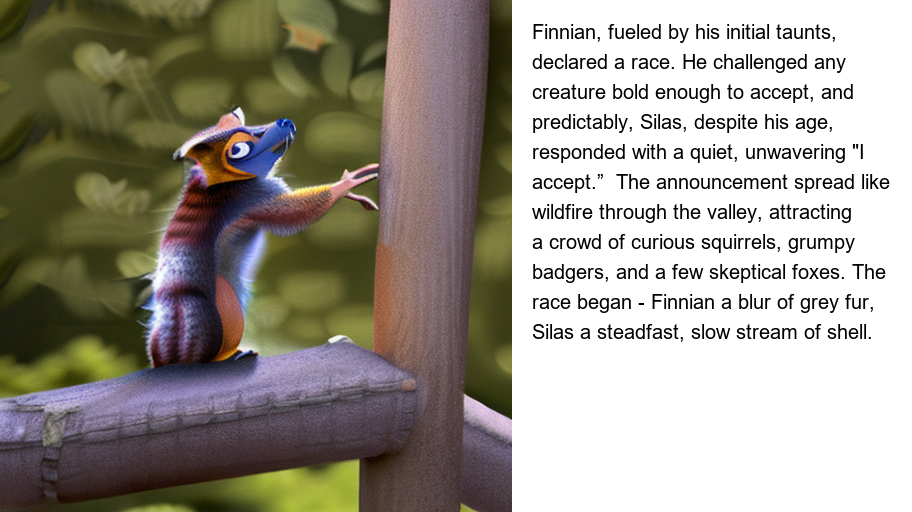 Finnian, fueled by his initial taunts,
declared a race. He challenged any
creature bold enough to accept, and
predictably, Silas, despite his age,
responded with a quiet, unwavering "I
accept.”  The announcement spread like
wildfire through the valley, attracting
a crowd of curious squirrels, grumpy
badgers, and a few skeptical foxes. The
race began - Finnian a blur of grey fur,
Silas a steadfast, slow stream of shell.